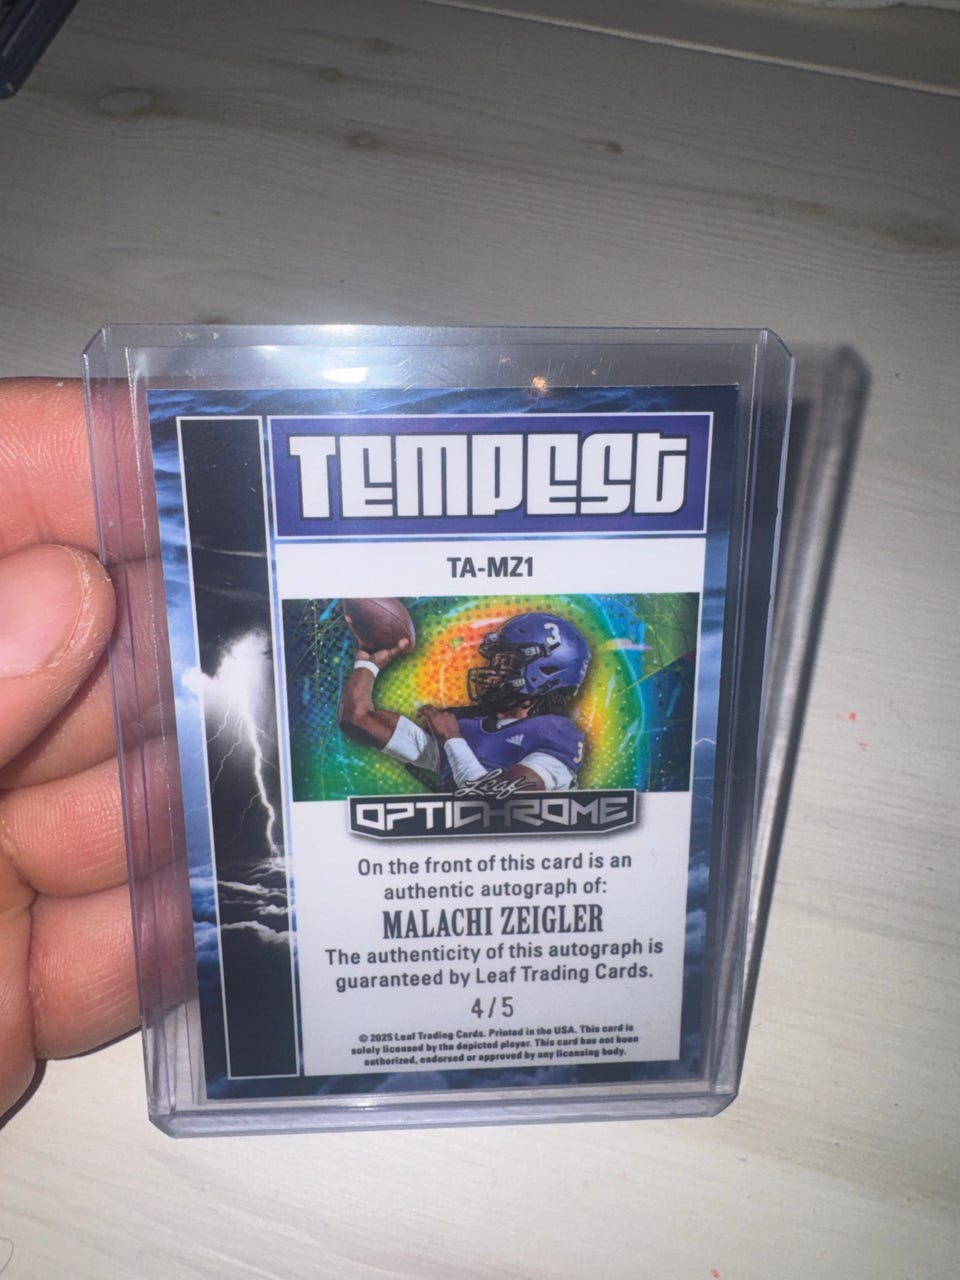 TEMPEST
TA-MZ1
3
3
Leaf
OPTICHROME
On the front of this card is an
authentic autograph of:
MALACHI ZEIGLER
The authenticity of this autograph is
guaranteed by Leaf Trading Cards.
4/5
© 2025 Leaf Trading Cards. Printed in the USA. This card is
solely licensed by the depicted player. This card has not been
authorized, endorsed or approved by any licensing body.